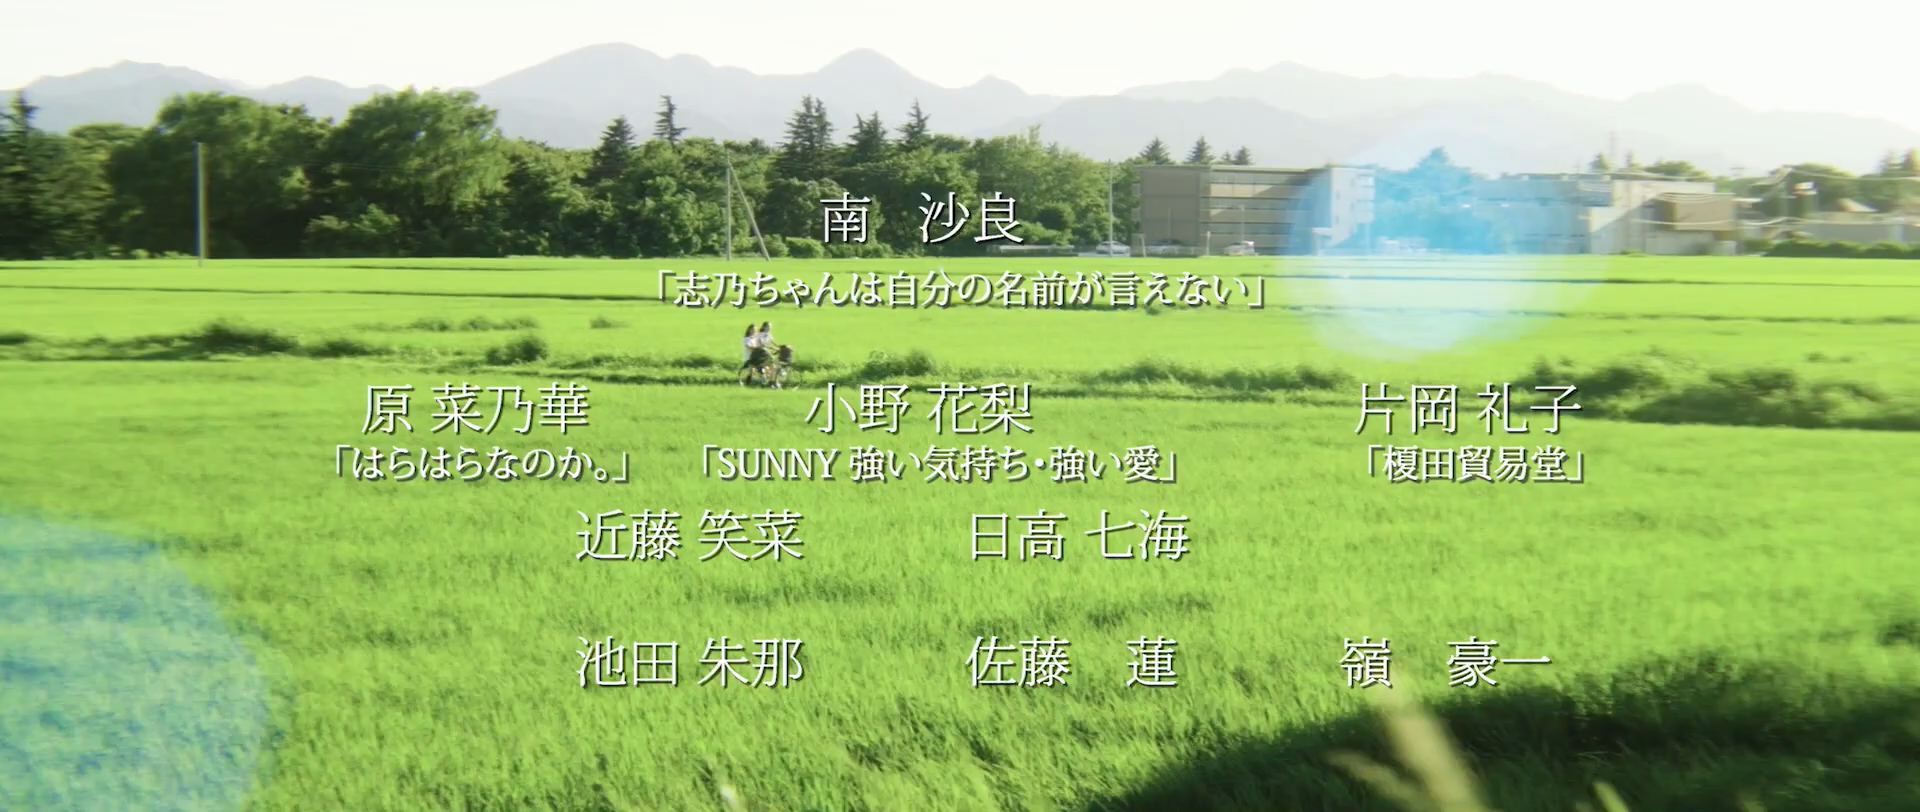 南 沙良
「志乃ちゃんは自分の名前が言えない」
原 菜乃華 小野 花梨 片岡 礼子
「はらはらなのか。」 「SUNNY 強い気持ち・強い愛」 「榎田貿易堂」
近藤 笑菜 日高 七海
池田 朱那 佐藤 蓮 嶺 豪一